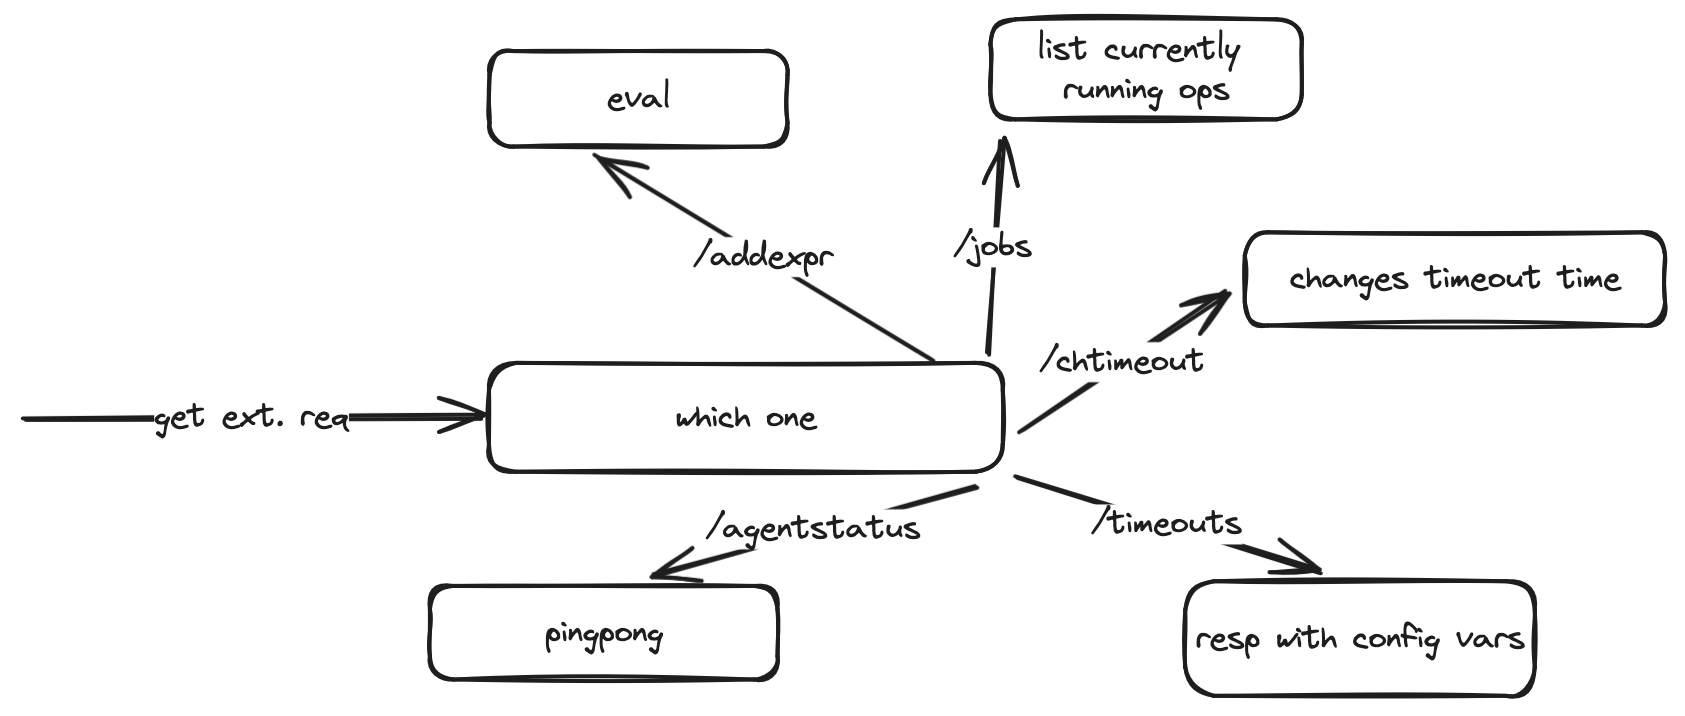 list currently
running ops
eval
/addexpr
/jobs
changes timeout time
/chtimeout
get ext. req
which one
/agentstatus
/timeouts
pingpong
resp with config vars